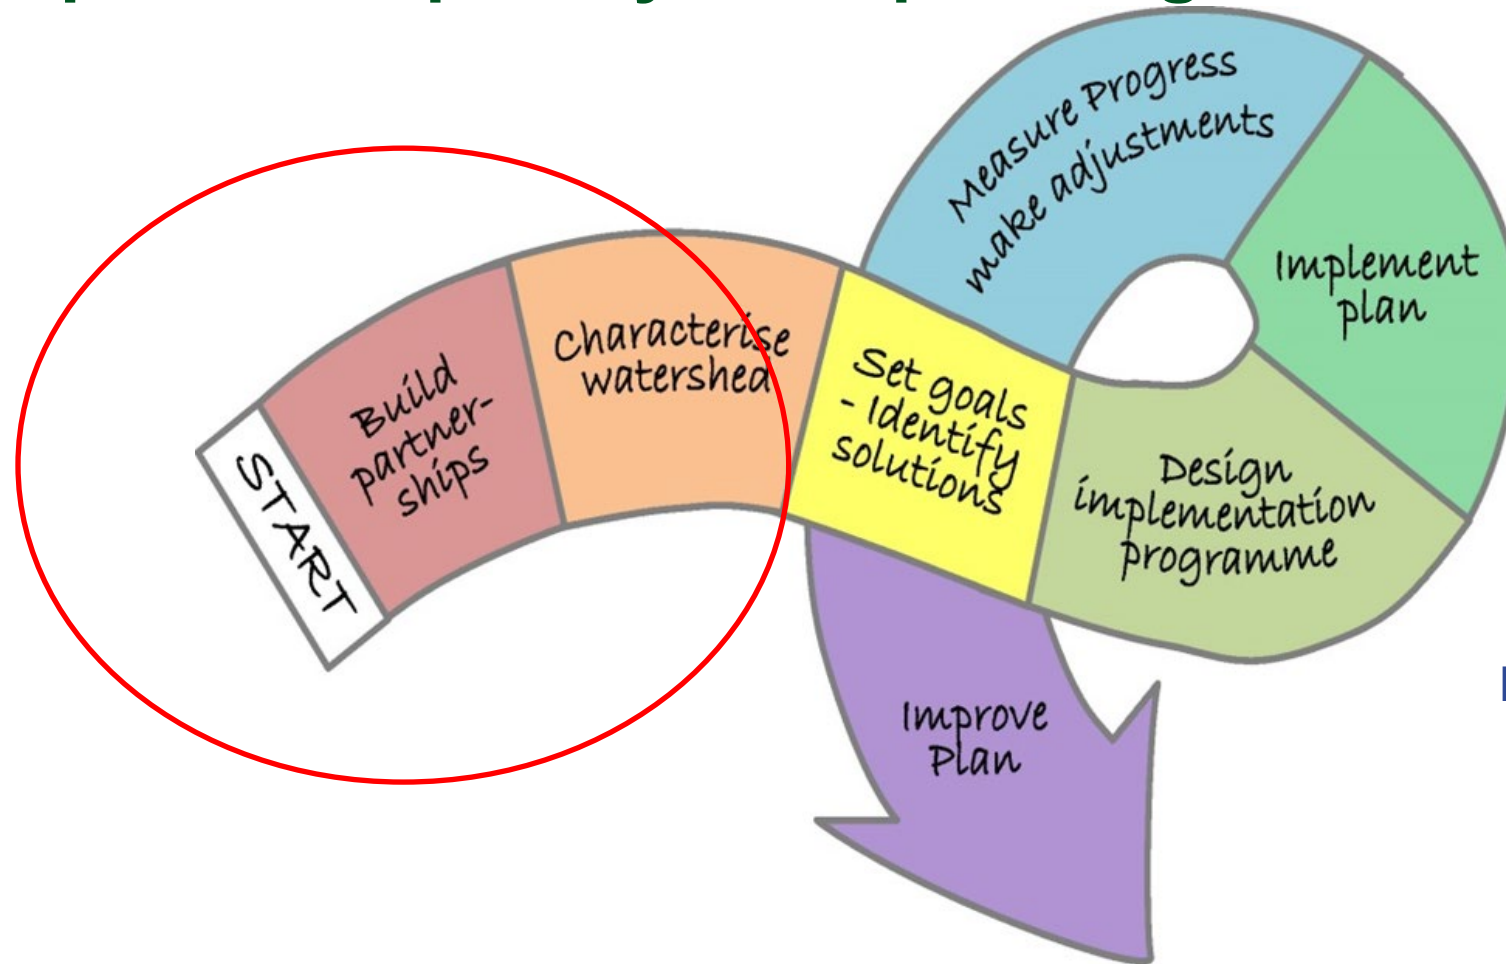 START
Build
partner-
ships
Characterise
watershed
Set goals
- Identify
solutions
Design
implementation
programme
Implement
plan
Measure Progress
make adjustments
Improve
Plan